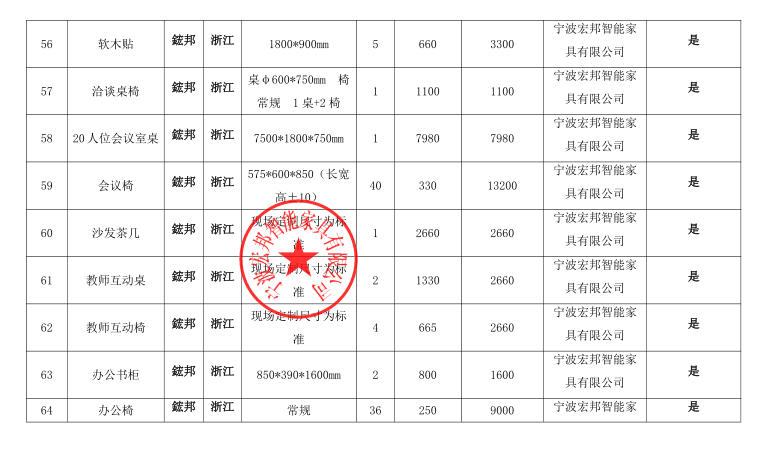 56 软木贴 鋐邦 浙江 1800*900mm 5 660 3300 宁波宏邦智能家 是
具有限公司
57 洽谈桌椅 鋐邦 浙江 桌φ600*750mm 椅 1 1100 1100 宁波宏邦智能家 是
常规 1桌+2椅 具有限公司
58 20人位会议室桌 鋐邦 浙江 7500*1800*750mm 1 7980 7980 宁波宏邦智能家 是
具有限公司
59 会议椅 鋐邦 浙江 575*600*850（长宽 40 330 13200 宁波宏邦智能家 是
高±10） 具有限公司
60 沙发茶几 鋐邦 浙江 现场定制尺寸为标 1 2660 2660 宁波宏邦智能家 是
准 具有限公司
61 教师互动桌 鋐邦 浙江 现场定制尺寸为标 2 1330 2660 宁波宏邦智能家 是
准 具有限公司
62 教师互动椅 鋐邦 浙江 现场定制尺寸为标 4 665 2660 宁波宏邦智能家 是
准 具有限公司
63 办公书柜 鋐邦 浙江 850*390*1600mm 2 800 1600 宁波宏邦智能家 是
具有限公司
64 办公椅 鋐邦 浙江 常规 36 250 9000 宁波宏邦智能家 是
宁波宏邦智能家具有限公司